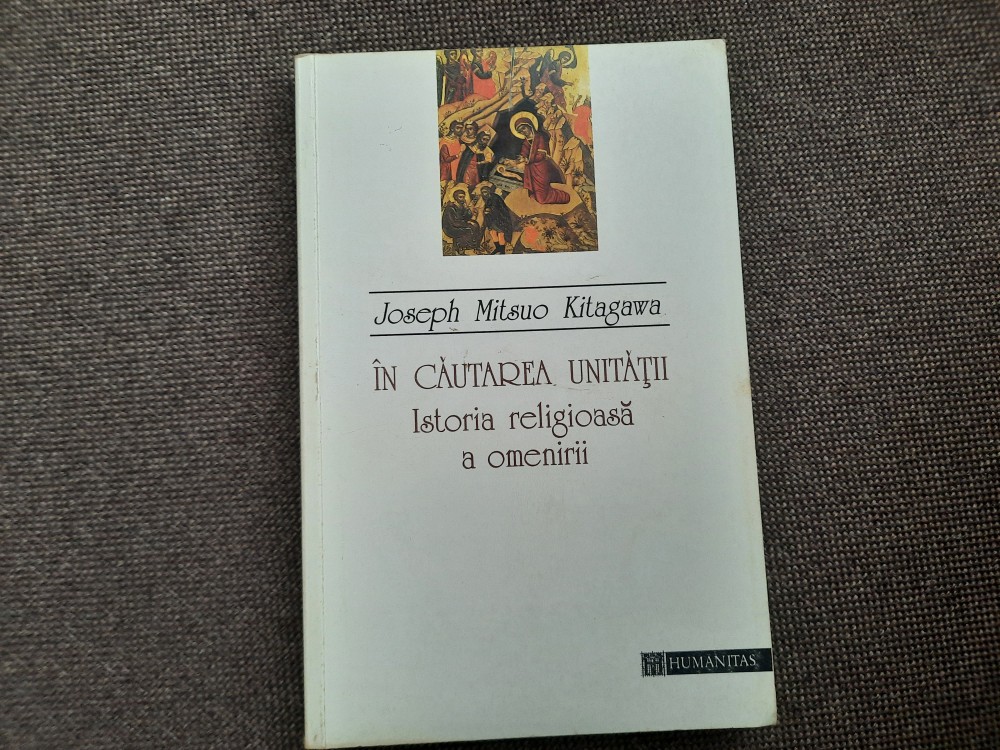 Joseph Mitsuo Kitagawa
ÎN CĂUTAREA UNITĂŢII
Istoria religioasă
a omenirii
HUMANITAS